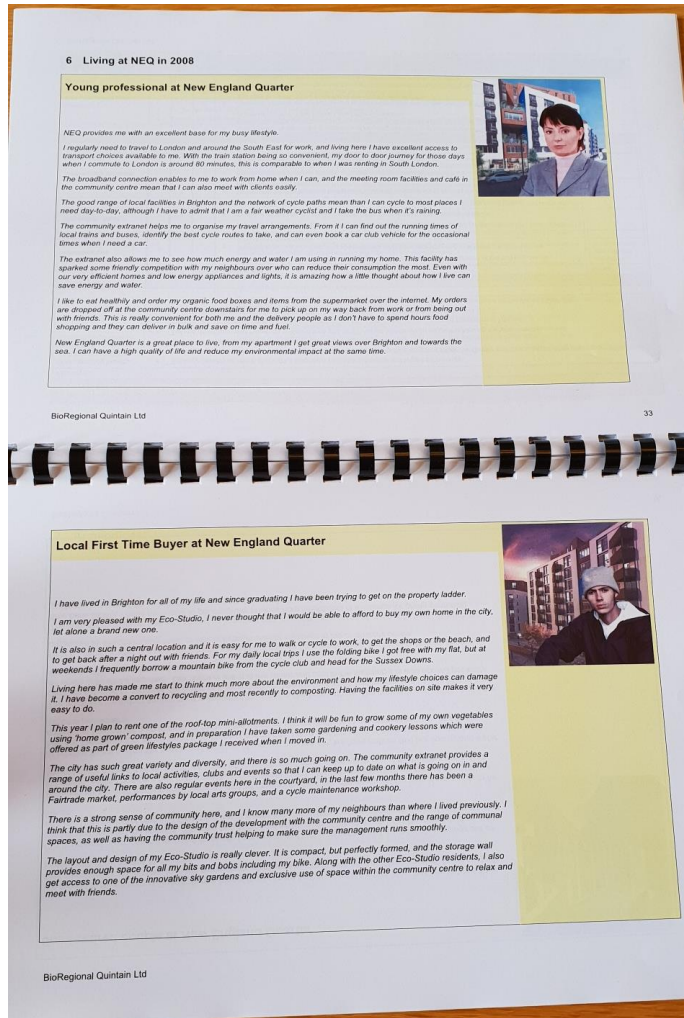 6 Living at NEQ in 2008
Young professional at New England Quarter
NEQ provides me with an excellent base for my busy lifestyle.
I regularly need to travel to London and around the South East for work, and living here I have excellent access to
transport choices available to me. With the train station being so convenient, my door to door journey for those days
when I commute to London is around 80 minutes, this is comparable to when I was renting in South London.
The broadband connection enables me to work from home when I can, and the meeting room facilities and café in
the community centre mean that I can also meet with clients easily.
The good range of local facilities in Brighton and the network of cycle paths mean than I can cycle to most places I
need day-to-day, although I have to admit that I am a fair weather cyclist and I take the bus when it's raining.
The community extranet helps me to organise my travel arrangements. From it I can find out the running times of
local trains and buses, identify the best cycle routes to take, and can even book a car club vehicle for the occasional
times when I need a car.
The extranet also allows me to see how much energy and water I am using in running my home. This facility has
sparked some friendly competition with my neighbours over who can reduce their consumption the most. Even with
our very efficient homes and low energy appliances and lights, it is amazing how a little thought about how I live can
save energy and water.
I like to eat healthily and order my organic food boxes and items from the supermarket over the internet. My orders
are dropped off at the community centre downstairs for me to pick up on my way back from work or from being out
with friends. This is really convenient for both me and the delivery people as I don't have to spend hours food
shopping and they can deliver in bulk and save on time and fuel.
New England Quarter is a great place to live, from my apartment I get great views over Brighton and towards the
sea. I can have a high quality of life and reduce my environmental impact at the same time.
BioRegional Quintain Ltd
33
Local First Time Buyer at New England Quarter
I have lived in Brighton for all of my life and since graduating I have been trying to get on the property ladder.
I am very pleased with my Eco-Studio, I never thought that I would be able to afford to buy my own home in the city,
let alone a brand new one.
It is also in such a central location and it is easy for me to walk or cycle to work, to get the shops or the beach, and
to get back after a night out with friends. For my daily local trips I use the folding bike I got free with my flat, but at
weekends I frequently borrow a mountain bike from the cycle club and head for the Sussex Downs.
Living here has made me start to think much more about the environment and how my lifestyle choices can damage
it. I have become a convert to recycling and most recently to composting. Having the facilities on site makes it very
easy to do.
This year I plan to rent one of the roof-top mini-allotments. I think it will be fun to grow some of my own vegetables
using 'home grown' compost, and in preparation I have taken some gardening and cookery lessons which were
offered as part of green lifestyles package I received when I moved in.
The city has such great variety and diversity, and there is so much going on. The community extranet provides a
range of useful links to local activities, clubs and events so that I can keep up to date on what is going on in and
around the city. There are also regular events here in the courtyard, in the last few months there has been a
Fairtrade market, performances by local arts groups, and a cycle maintenance workshop.
There is a strong sense of community here, and I know many more of my neighbours than where I lived previously. I
think that this is partly due to the design of the development with the community centre and the range of communal
spaces, as well as having the community trust helping to make sure the management runs smoothly.
The layout and design of my Eco-Studio is really clever. It is compact, but perfectly formed, and the storage wall
provides enough space for all my bits and bobs including my bike. Along with the other Eco-Studio residents, I also
get access to one of the innovative sky gardens and exclusive use of space within the community centre to relax and
meet with friends.
BioRegional Quintain Ltd